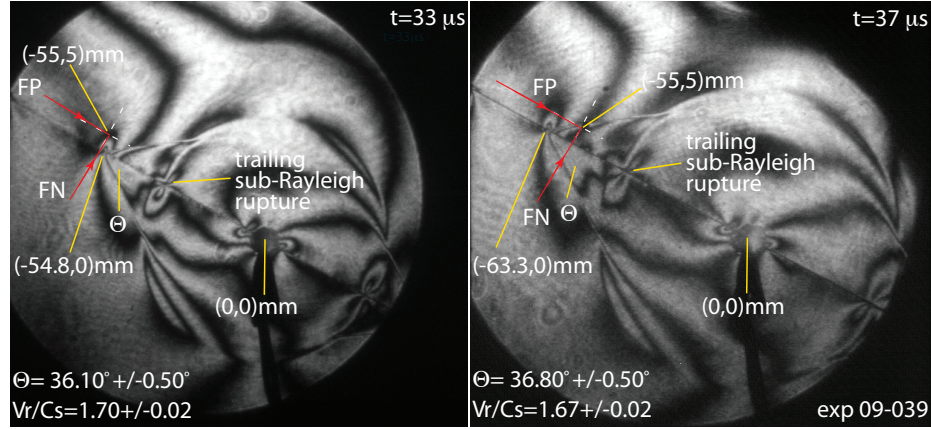 t=33 μs
t=33μs
(-55,5)mm
FP
trailing
sub-Rayleigh
rupture
FN
Θ
(-54.8,0)mm
(0,0)mm
Θ= 36.10°+/-0.50°
Vr/Cs=1.70+/-0.02
t=37 μs
(-55,5)mm
FP
trailing
sub-Rayleigh
rupture
FN
Θ
(-63.3,0)mm
(0,0)mm
Θ= 36.80°+/-0.50°
Vr/Cs=1.67+/-0.02
exp 09-039